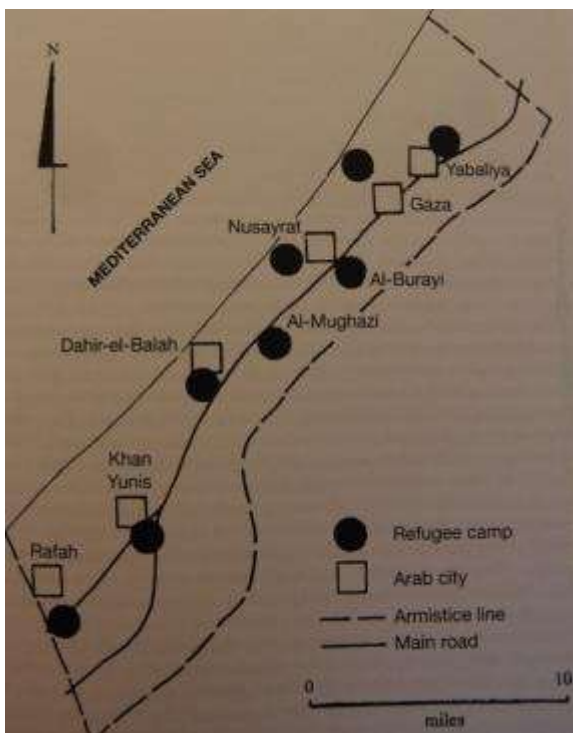 N
MEDITERRANEAN SEA
Yabaliya
Gaza
Nusayrat
Al-Burayj
Al-Mughazi
Dahir-el-Balah
Khan
Yunis
Rafah
Refugee camp
Arab city
Armistice line
Main road
0 10
miles